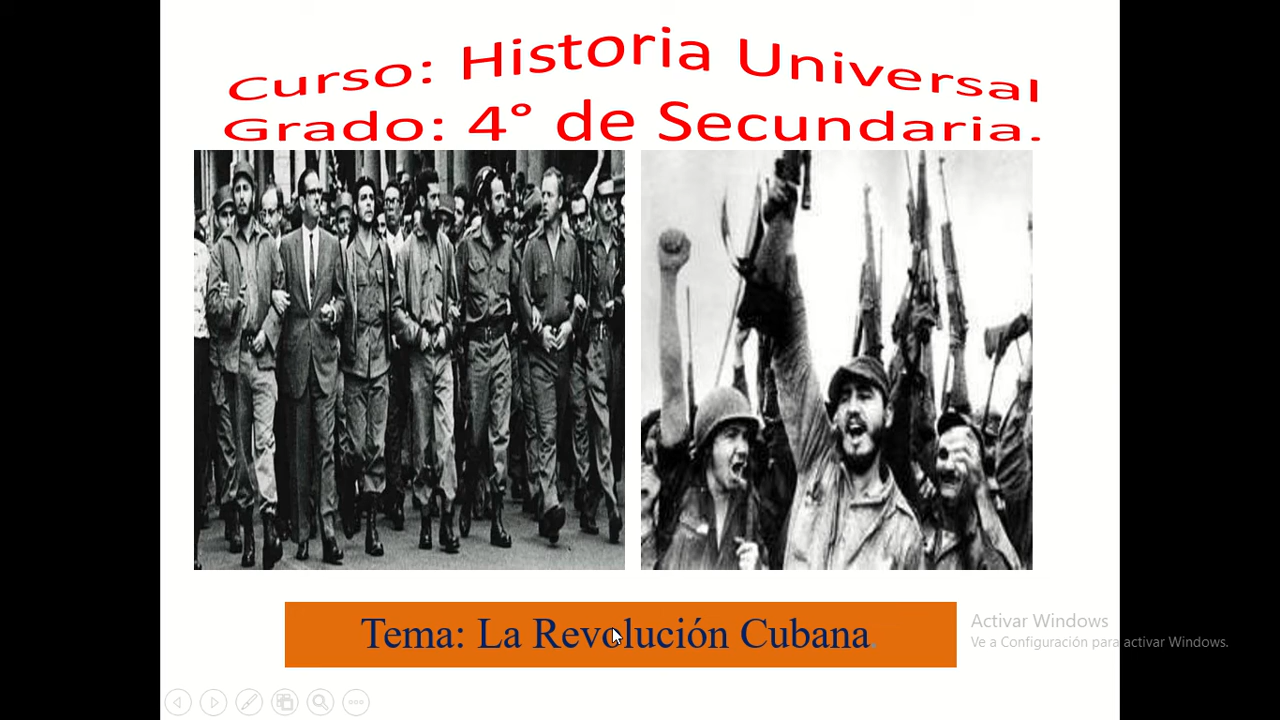 Curso: Historia Universal
Grado: 4° de Secundaria.
Tema: La Revolución Cubana.
Activar Windows
Ve a Configuración para activar Windows.